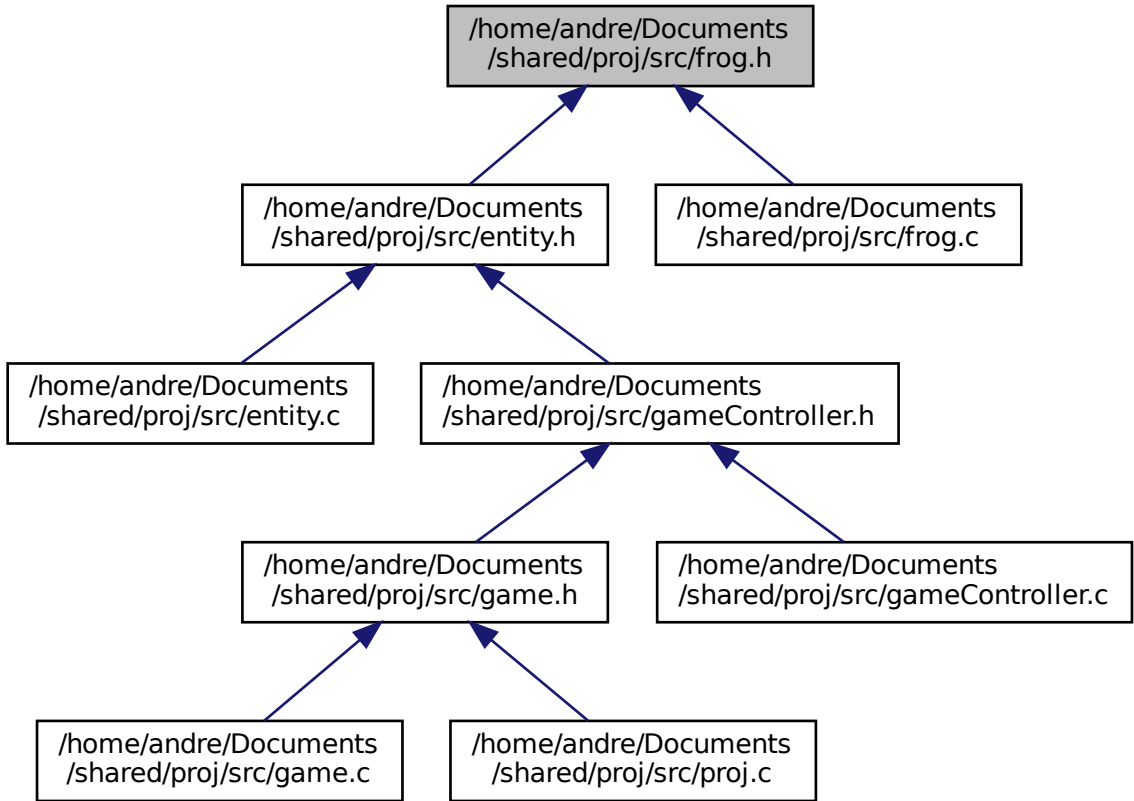 /home/andre/Documents
/shared/proj/src/frog.h
/home/andre/Documents
/shared/proj/src/entity.h
/home/andre/Documents
/shared/proj/src/frog.c
/home/andre/Documents
/shared/proj/src/entity.c
/home/andre/Documents
/shared/proj/src/gameController.h
/home/andre/Documents
/shared/proj/src/game.h
/home/andre/Documents
/shared/proj/src/gameController.c
/home/andre/Documents
/shared/proj/src/game.c
/home/andre/Documents
/shared/proj/src/proj.c